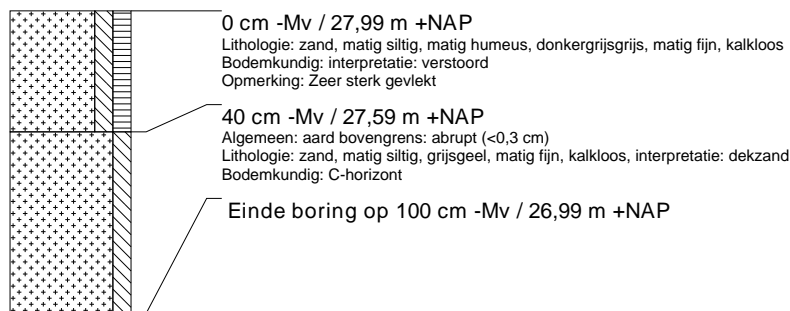 0 cm -Mv / 27,99 m +NAP
Lithologie: zand, matig siltig, matig humeus, donkergrijsgrijs, matig fijn, kalkloos
Bodemkundig: interpretatie: verstoord
Opmerking: Zeer sterk gevlekt
40 cm -Mv / 27,59 m +NAP
Algemeen: aard bovengrens: abrupt (<0,3 cm)
Lithologie: zand, matig siltig, grijsgeel, matig fijn, kalkloos, interpretatie: dekzand
Bodemkundig: C-horizont
Einde boring op 100 cm -Mv / 26,99 m +NAP